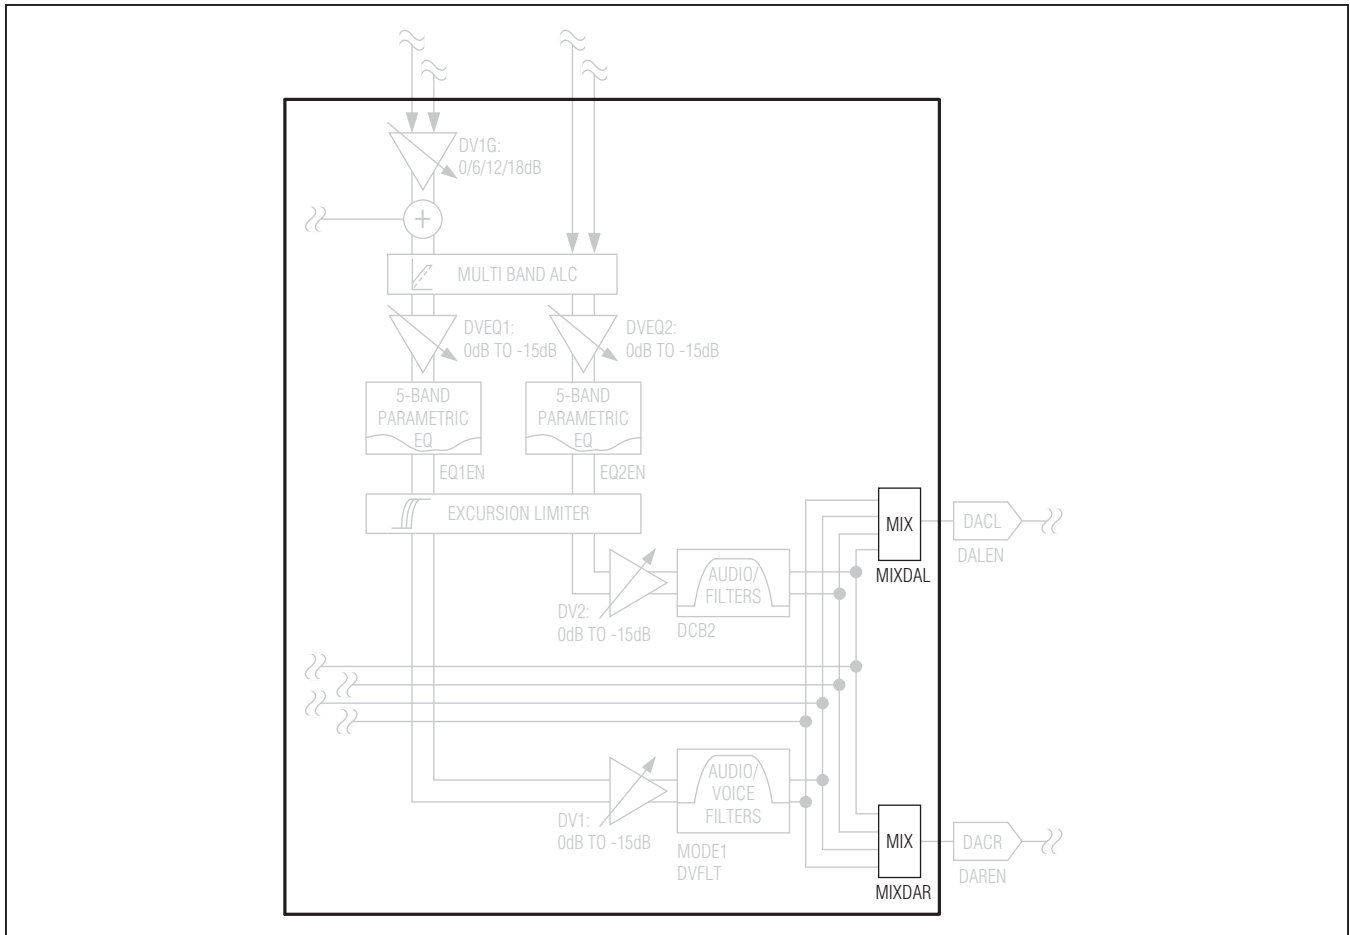 DV1G:
0/6/12/18dB
+
MULTI BAND ALC
DVEQ1:
0dB TO -15dB
DVEQ2:
0dB TO -15dB
5-BAND
PARAMETRIC
EQ
5-BAND
PARAMETRIC
EQ
EQ1EN
EQ2EN
EXCURSION LIMITER
MIX
MIXDAL
DACL
DALEN
AUDIO/
FILTERS
DCB2
DV2:
0dB TO -15dB
AUDIO/
VOICE
FILTERS
MODE1
DVFLT
DV1:
0dB TO -15dB
MIX
MIXDAR
DACR
DAREN